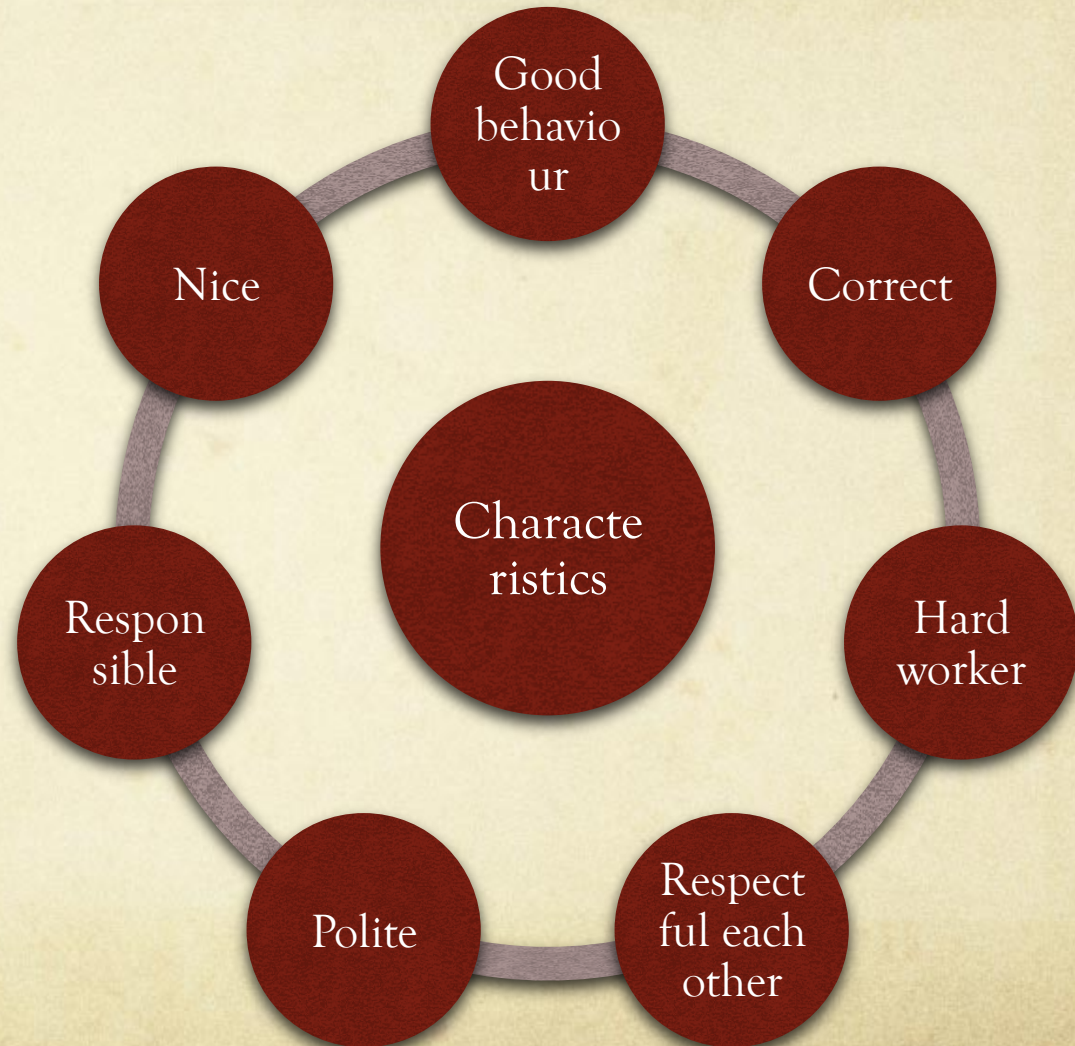 Good
behavio
ur
Nice
Correct
Characte
ristics
Respon
sible
Hard
worker
Polite
Respect
ful each
other